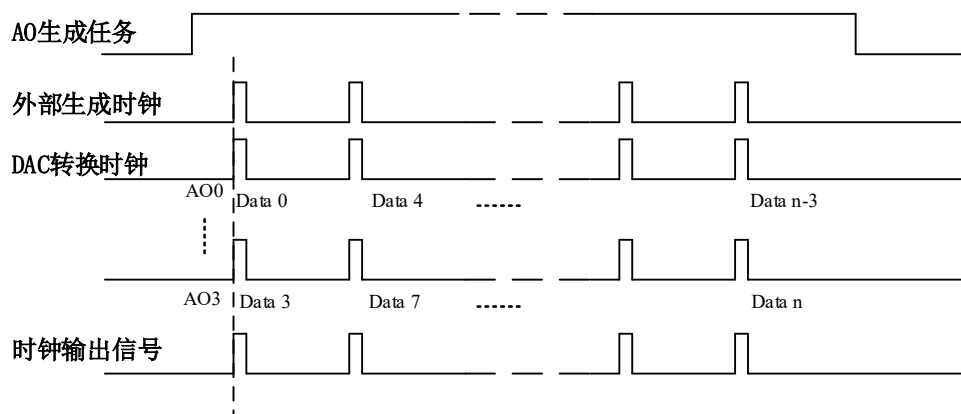 AO生成任务
外部生成时钟
DAC转换时钟
AO0
Data 0
Data 4
Data n-3
AO3
Data 3
Data 7
Data n
时钟输出信号